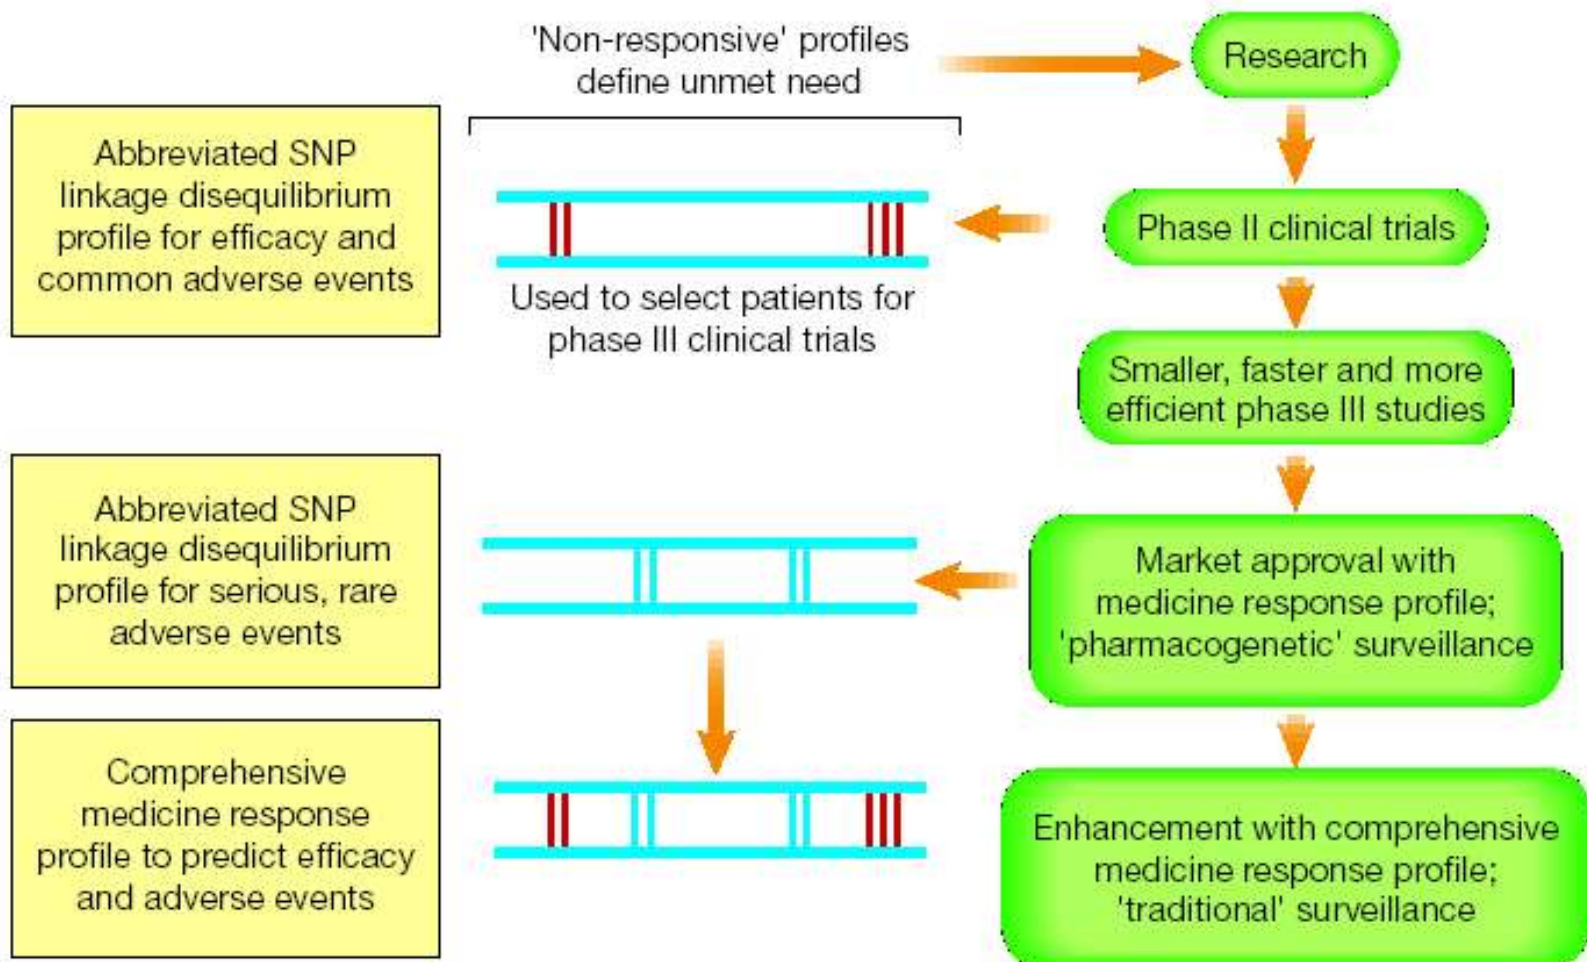 'Non-responsive' profiles
define unmet need
Research
Abbreviated SNP
linkage disequilibrium
profile for efficacy and
common adverse events
Phase II clinical trials
Used to select patients for
phase III clinical trials
Smaller, faster and more
efficient phase III studies
Abbreviated SNP
linkage disequilibrium
profile for serious, rare
adverse events
Market approval with
medicine response profile;
'pharmacogenetic' surveillance
Comprehensive
medicine response
profile to predict efficacy
and adverse events
Enhancement with comprehensive
medicine response profile;
'traditional' surveillance